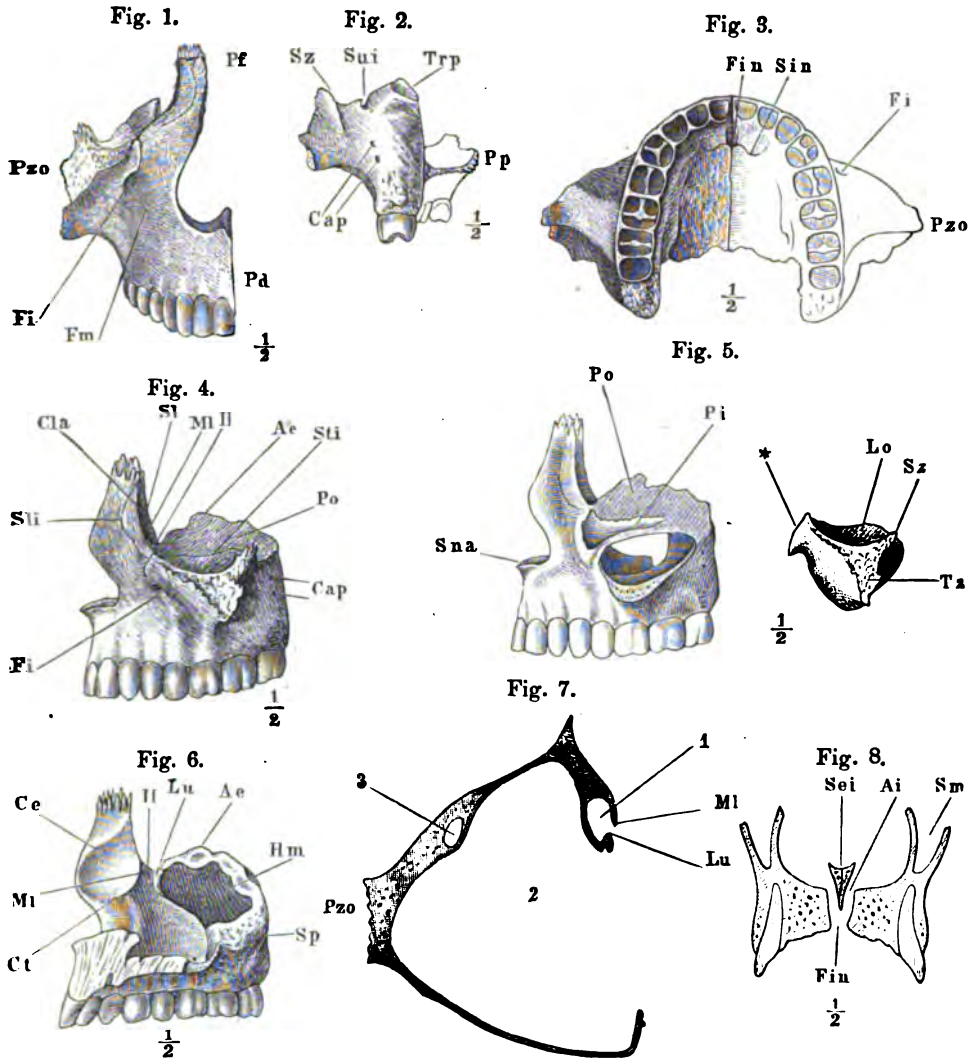 Fig. 1.
Pf
Pzo
Pd
Fi
Fm
1/2
Fig. 2.
Sz Sui Trp
Pp
Cap
1/2
Fig. 3.
Fin Sin
Fi
Pzo
1/2
Fig. 4.
Sl
Cla Ml Il Ae Sti
Po
Sli
Cap
Fi
1/2
Fig. 5.
Po
Pi
Sna
* Lo Sz
Ta
1/2
Fig. 6.
Ce Il Lu Ae
Hm
Ml
Sp
Ct
1/2
Fig. 7.
1
3
Ml
Lu
2
Pzo
Fig. 8.
Sei Ai Sm
Fin
1/2